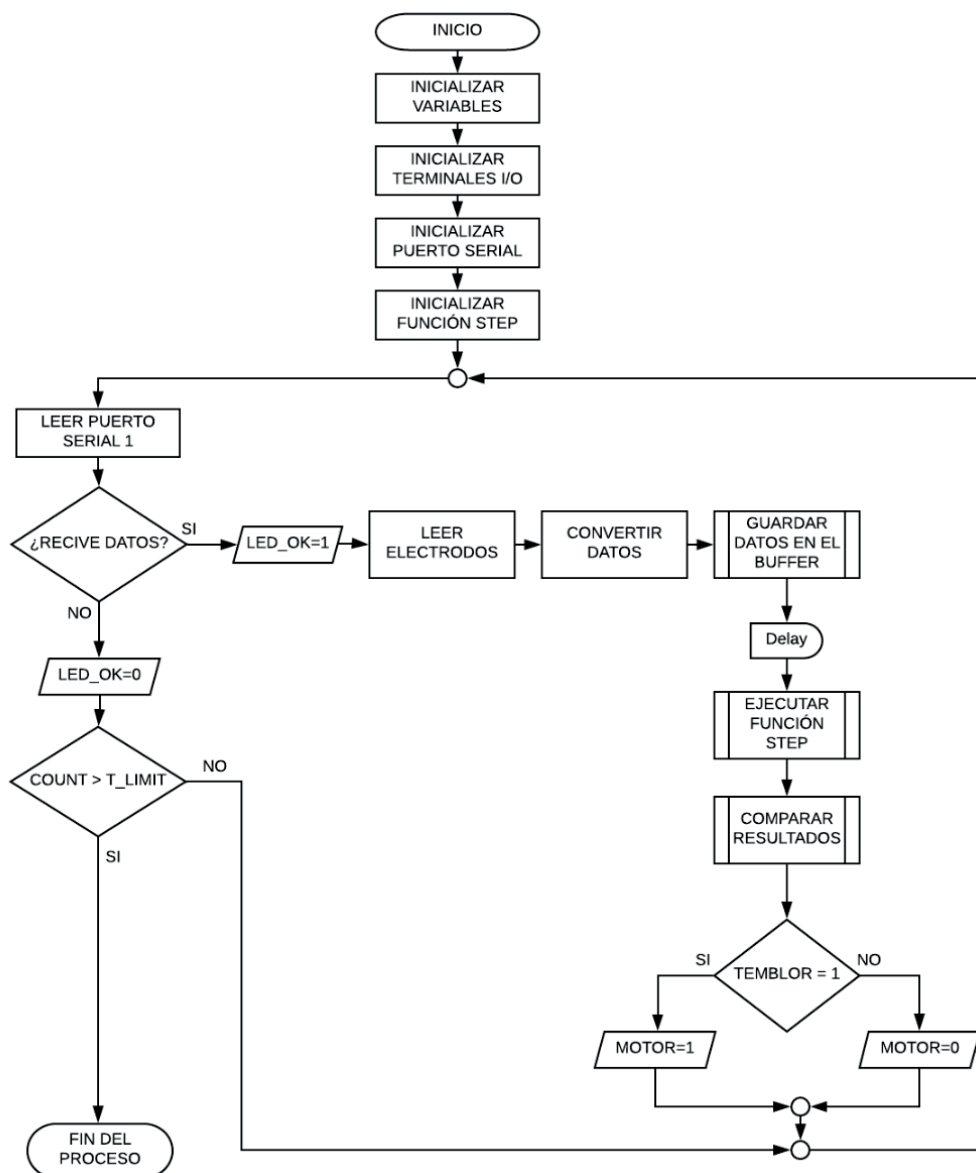 INICIO
INICIALIZAR
VARIABLES
INICIALIZAR
TERMINALES I/O
INICIALIZAR
PUERTO SERIAL
INICIALIZAR
FUNCIÓN STEP
LEER PUERTO
SERIAL 1
¿RECIVE DATOS?
SI
NO
LED_OK=1
LEER
ELECTRODOS
CONVERTIR
DATOS
GUARDAR
DATOS EN EL
BUFFER
Delay
EJECUTAR
FUNCIÓN
STEP
COMPARAR
RESULTADOS
TEMBLOR = 1
SI
NO
MOTOR=1
MOTOR=0
LED_OK=0
COUNT > T_LIMIT
NO
SI
FIN DEL
PROCESO